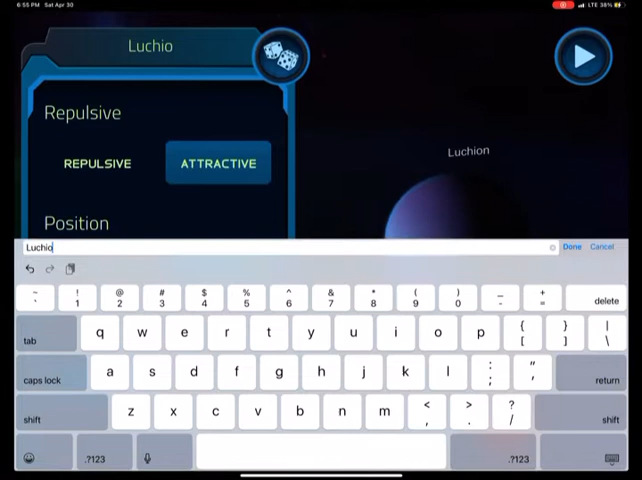 6:55 PM Sat Apr 30
LTE 38%
Luchio
Repulsive
REPULSIVE ATTRACTIVE
Luchion
Position
Luchio Done Cancel
~ ! @ # $ % ^ & * ( ) _ +
` 1 2 3 4 5 6 7 8 9 0 - = delete
tab q w e r t y u i o p { [ } ] | \
caps lock a s d f g h j k l : ; " ' return
shift z x c v b n m < , > . ? / shift
.?123 .?123